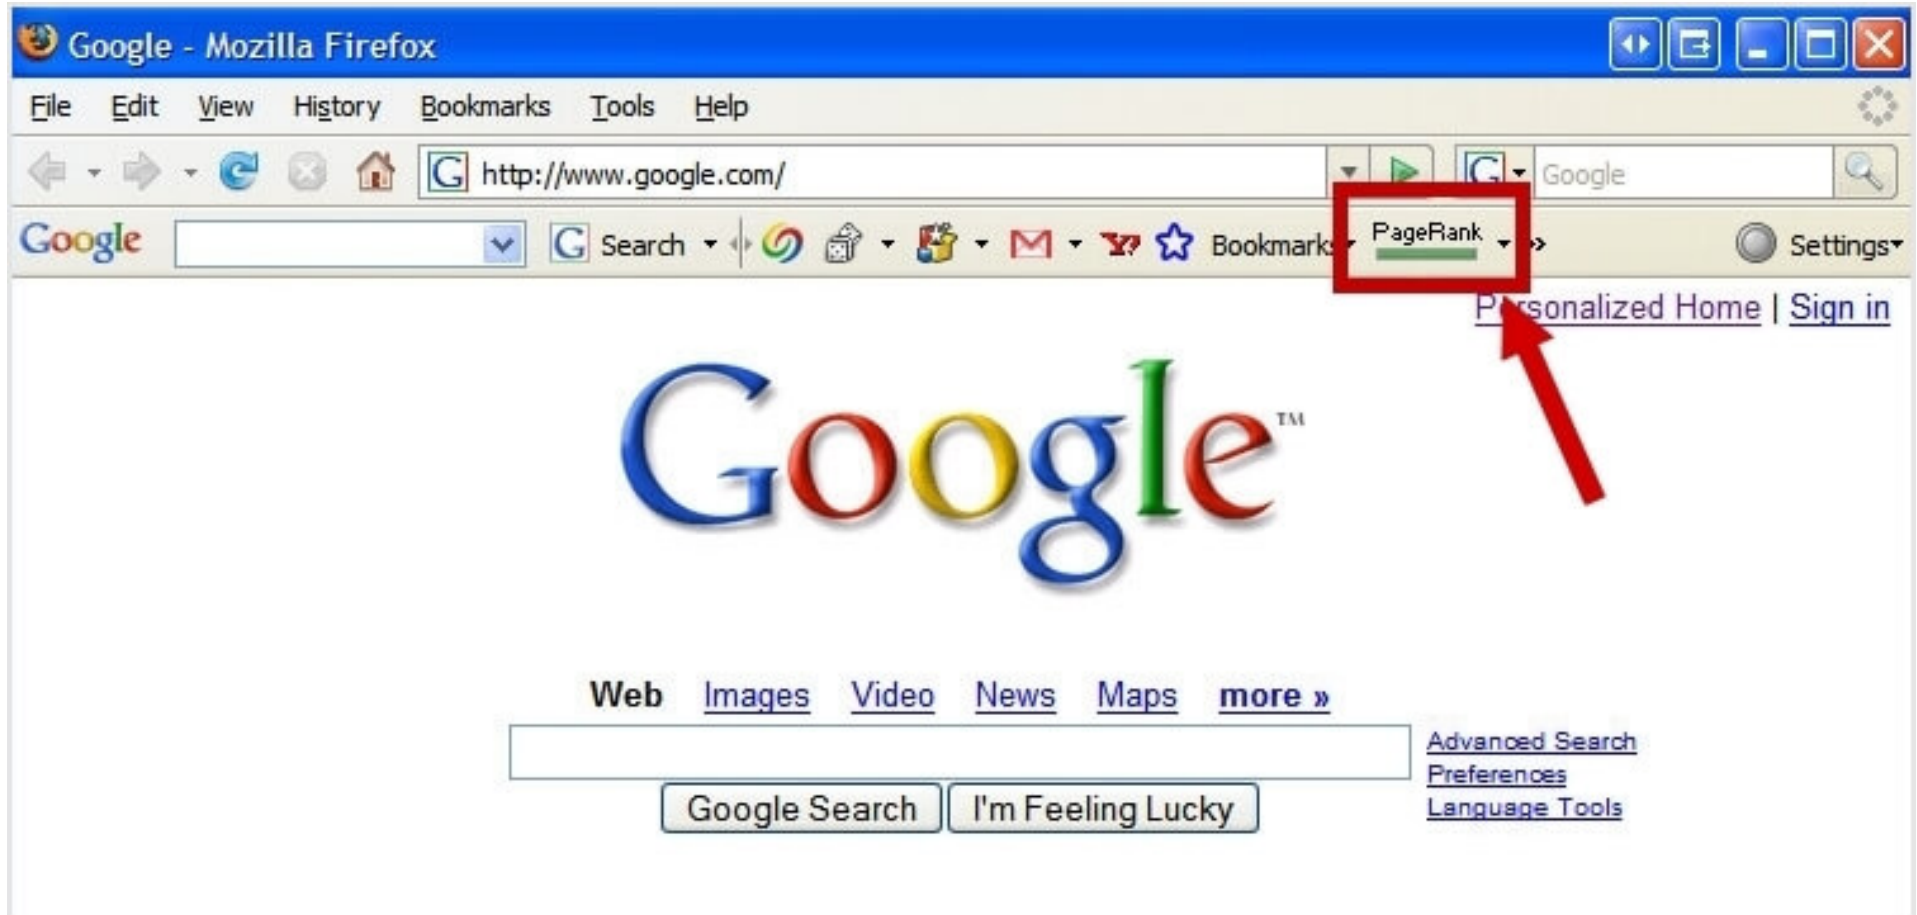 Google - Mozilla Firefox
File Edit View History Bookmarks Tools Help
G http://www.google.com/ G Google
Google G Search Bookmarks PageRank » Settings
Personalized Home | Sign in
Google™
Web Images Video News Maps more »
Advanced Search
Preferences
Google Search I'm Feeling Lucky Language Tools